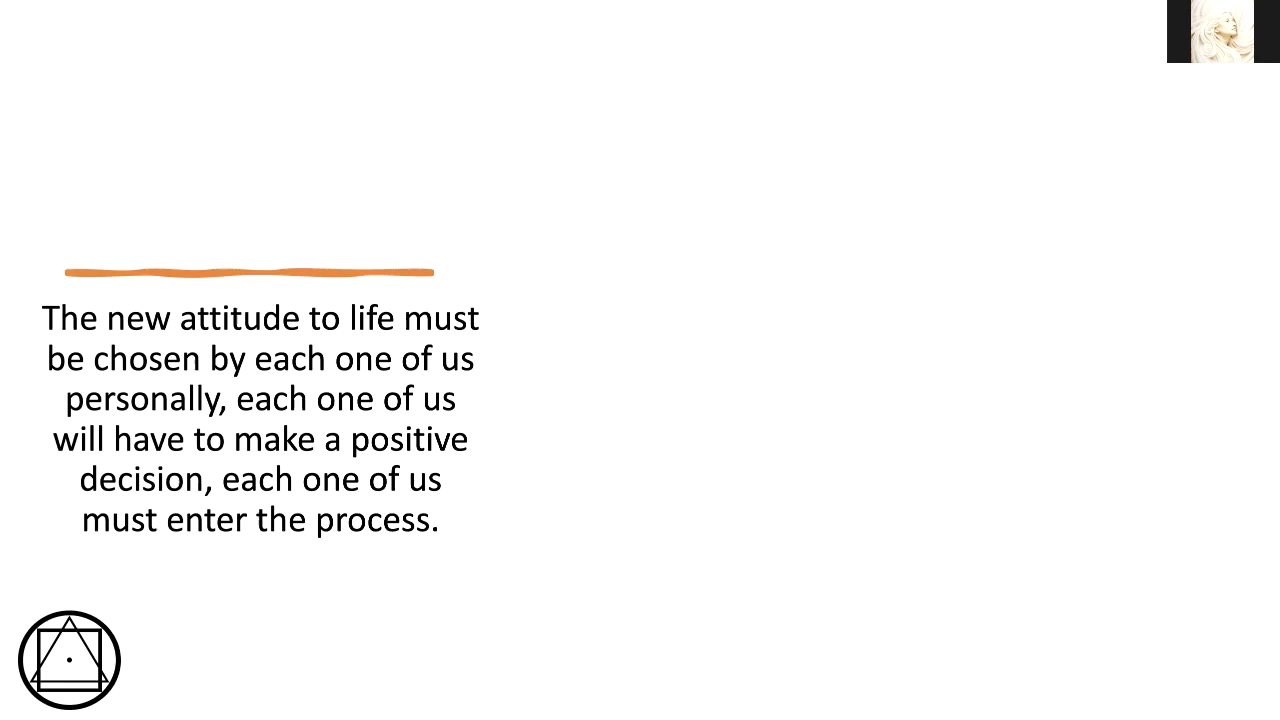 The new attitude to life must
be chosen by each one of us
personally, each one of us
will have to make a positive
decision, each one of us
must enter the process.